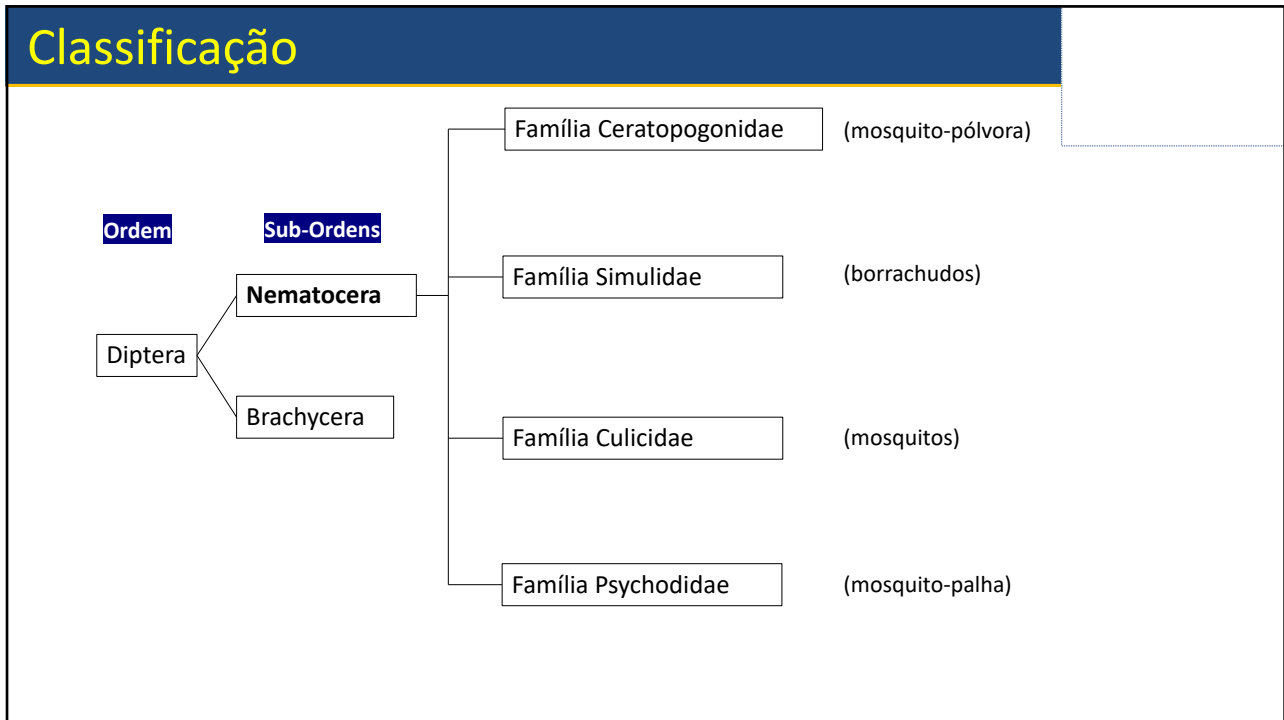 Classificação
Família Ceratopogonidae (mosquito-pólvora)
Ordem Sub-Ordens
Família Simulidae (borrachudos)
Nematocera
Diptera
Brachycera
Família Culicidae (mosquitos)
Família Psychodidae (mosquito-palha)